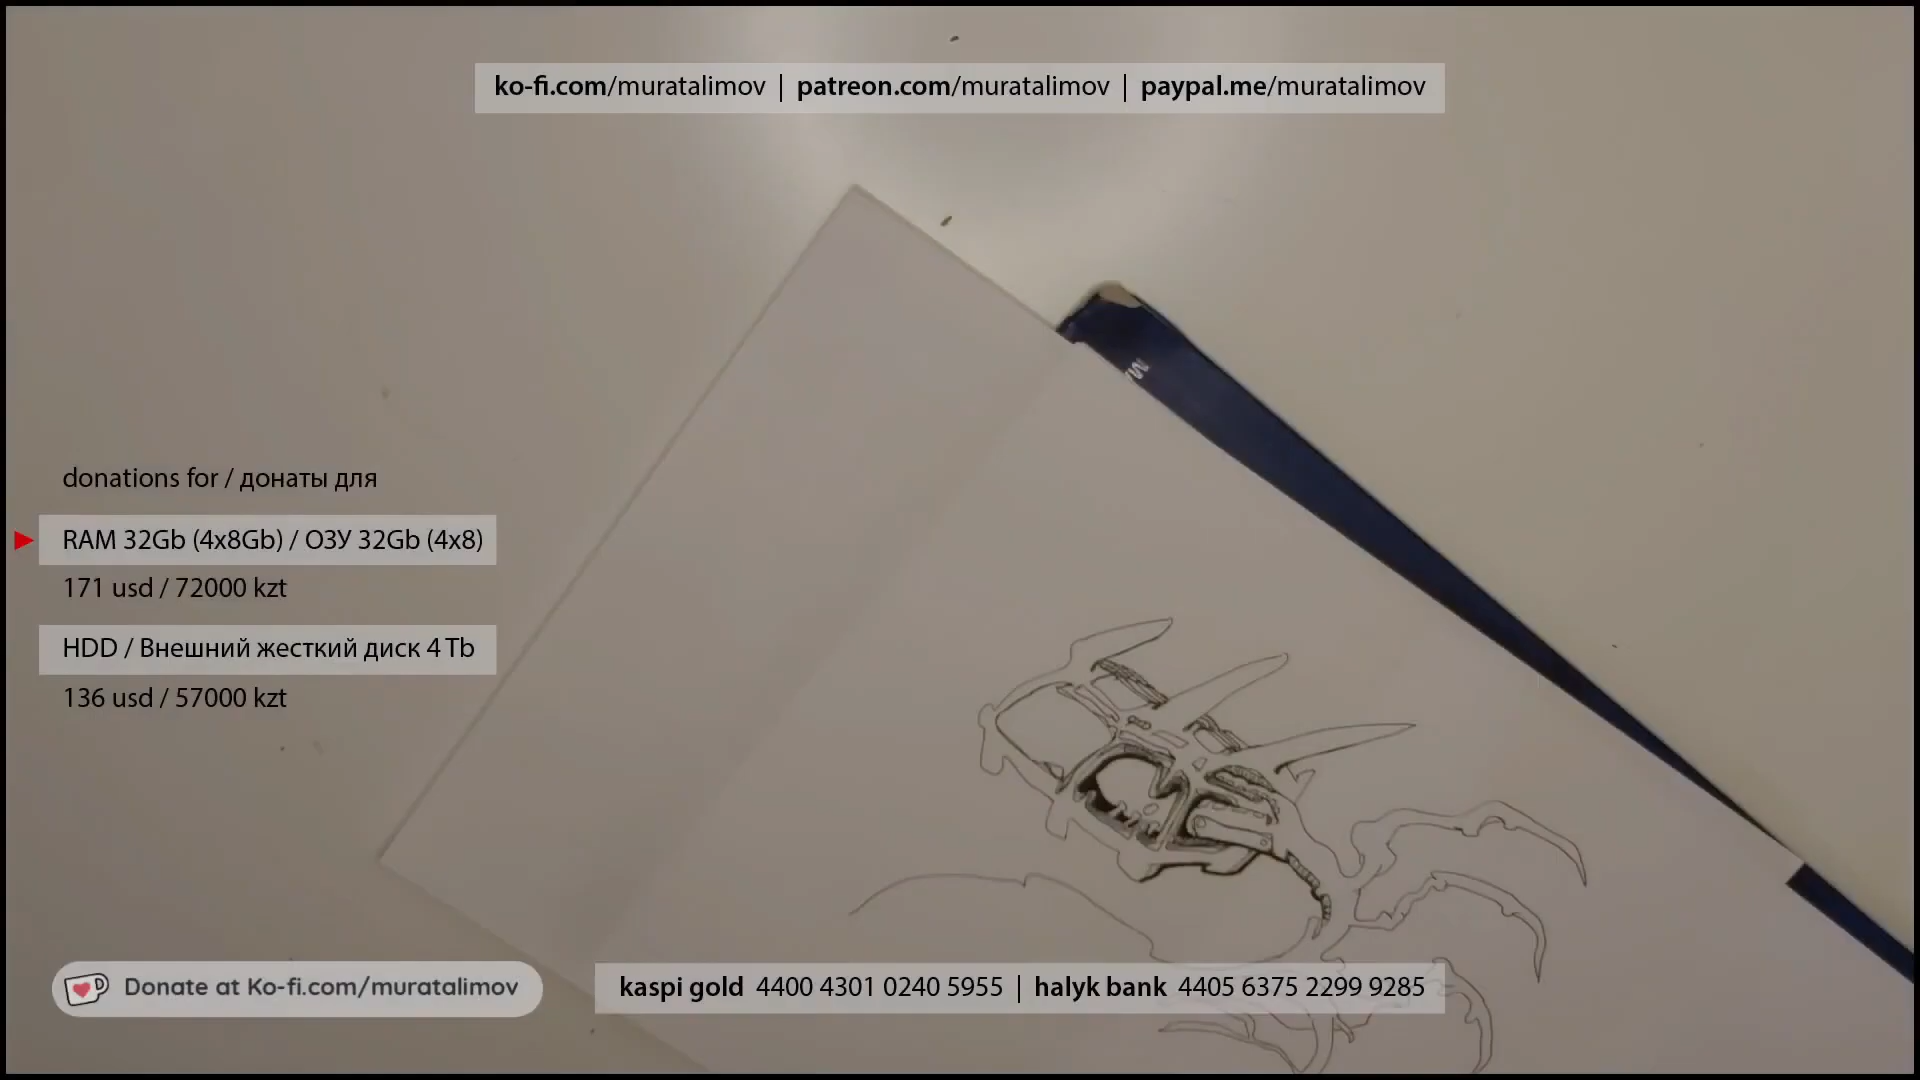 ko-fi.com/muratalimov | patreon.com/muratalimov | paypal.me/muratalimov
donations for / донаты для
RAM 32Gb (4x8Gb) / ОЗУ 32Gb (4x8)
171 usd / 72000 kzt
HDD / Внешний жесткий диск 4 Tb
136 usd / 57000 kzt
Donate at Ko-fi.com/muratalimov
kaspi gold 4400 4301 0240 5955 | halyk bank 4405 6375 2299 9285